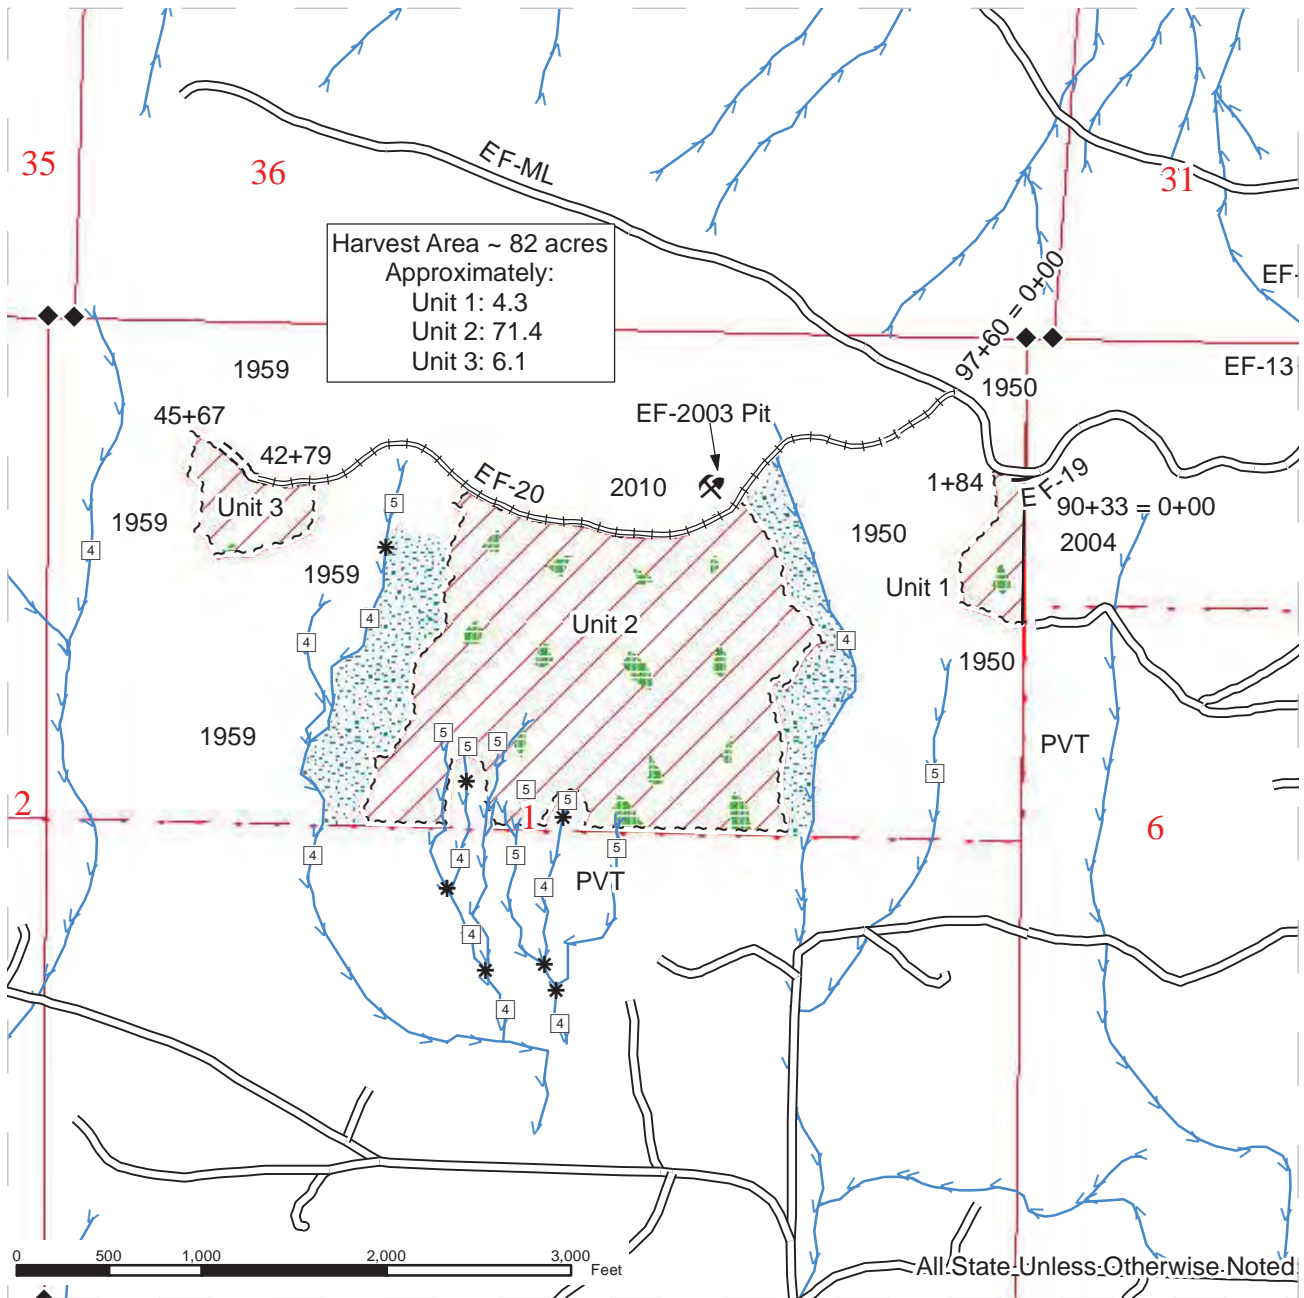 35
36
31
EF-ML
Harvest Area ~ 82 acres
Approximately:
Unit 1: 4.3
Unit 2: 71.4
Unit 3: 6.1
97+60 = 0+00
EF-
EF-13
1959
1950
45+67
42+79
EF-2003 Pit
EF-20
2010
1+84
EF-19
90+33 = 0+00
Unit 3
5
1959
1950
2004
4
1959
Unit 1
4
4
Unit 2
4
1950
1959
5
5
5
PVT
5
5
5
2
1
6
4
4
5
5
4
PVT
4
4
4
0
500
1,000
2,000
3,000
Feet
All State Unless Otherwise Noted